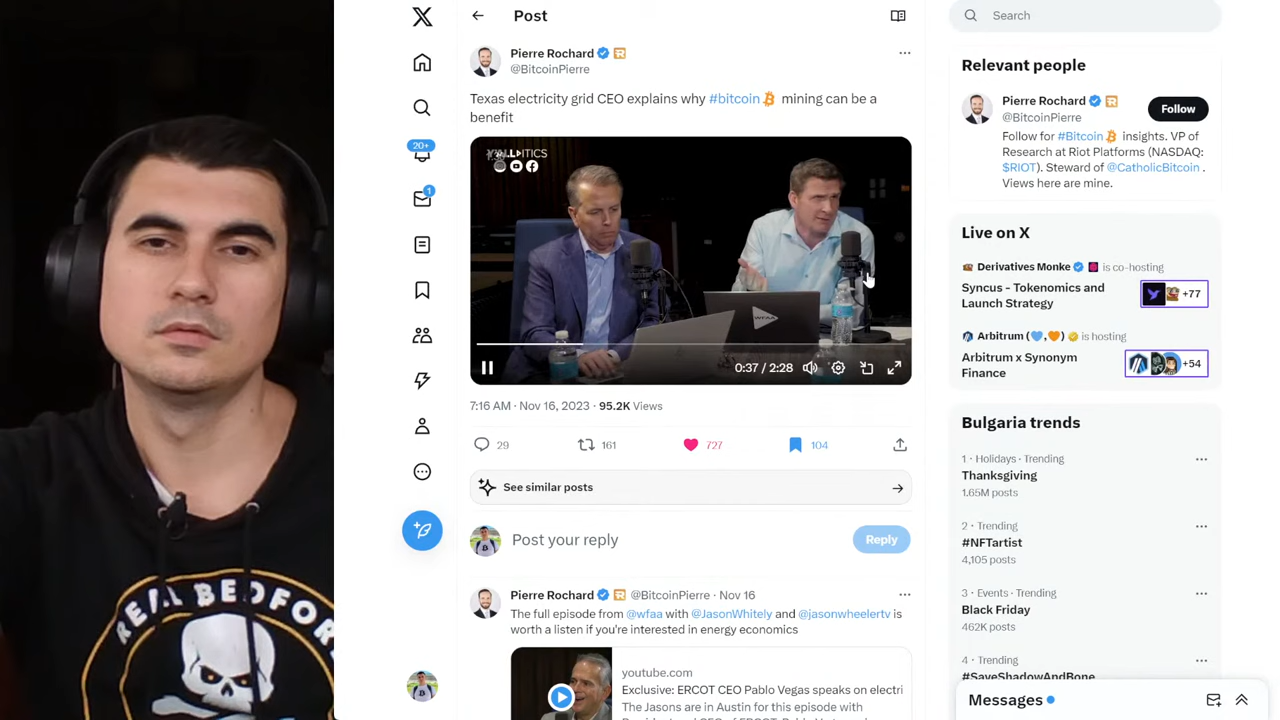 Post
Search
Pierre Rochard
@BitcoinPierre
Texas electricity grid CEO explains why #bitcoin mining can be a
benefit
WFAA
0:37 / 2:28
7:16 AM · Nov 16, 2023 · 95.2K Views
29
161
727
104
See similar posts
Post your reply
Reply
Pierre Rochard @BitcoinPierre · Nov 16
The full episode from @wfaa with @JasonWhitely and @jasonwheelertv is
worth a listen if you're interested in energy economics
youtube.com
Exclusive: ERCOT CEO Pablo Vegas speaks on electri
The Jasons are in Austin for this episode with
20+
1
Relevant people
Pierre Rochard
@BitcoinPierre
Follow
Follow for #Bitcoin insights. VP of
Research at Riot Platforms (NASDAQ:
$RIOT). Steward of @CatholicBitcoin .
Views here are mine.
Live on X
Derivatives Monke is co-hosting
Syncus - Tokenomics and
Launch Strategy
+77
Arbitrum is hosting
Arbitrum x Synonym
Finance
+54
Bulgaria trends
1 · Holidays · Trending
Thanksgiving
1.65M posts
2 · Trending
#NFTartist
4,105 posts
3 · Events · Trending
Black Friday
462K posts
4 · Trending
#SaveShadowAndBone
Messages
REAL BEDFOR